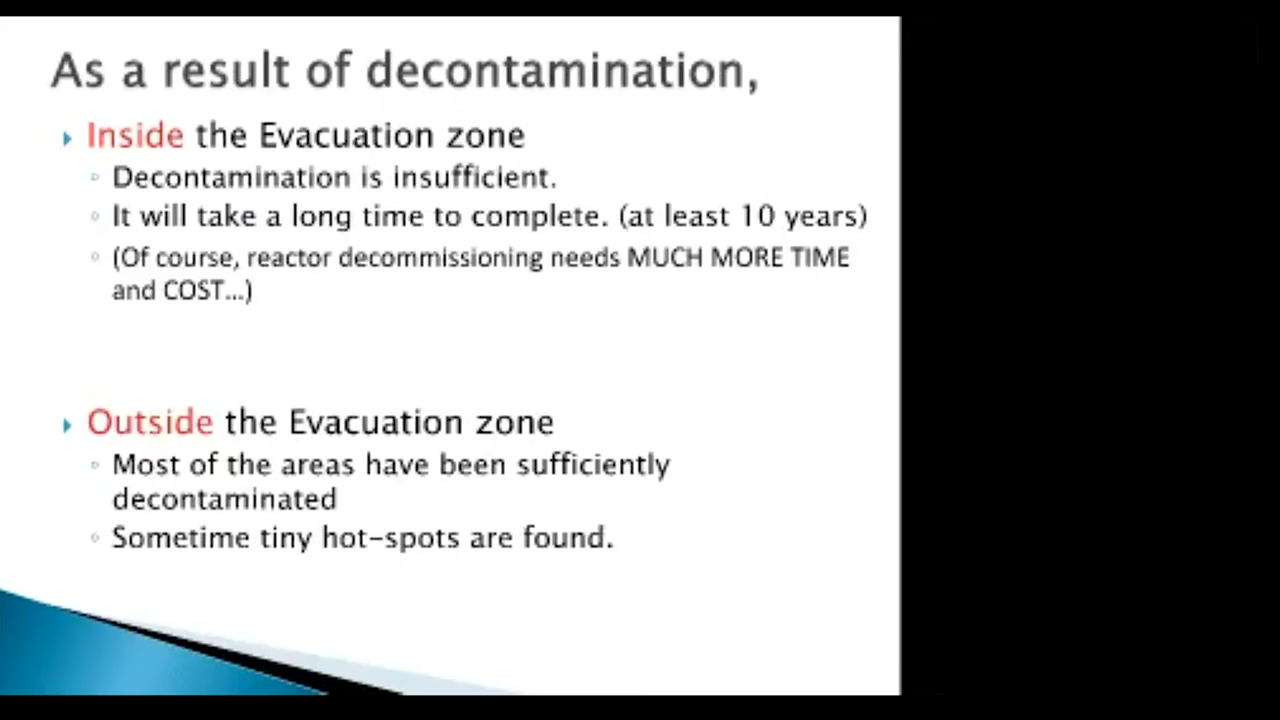 As a result of decontamination,
Inside the Evacuation zone
Decontamination is insufficient.
It will take a long time to complete. (at least 10 years)
(Of course, reactor decommissioning needs MUCH MORE TIME
and COST...)
Outside the Evacuation zone
Most of the areas have been sufficiently
decontaminated
Sometime tiny hot-spots are found.